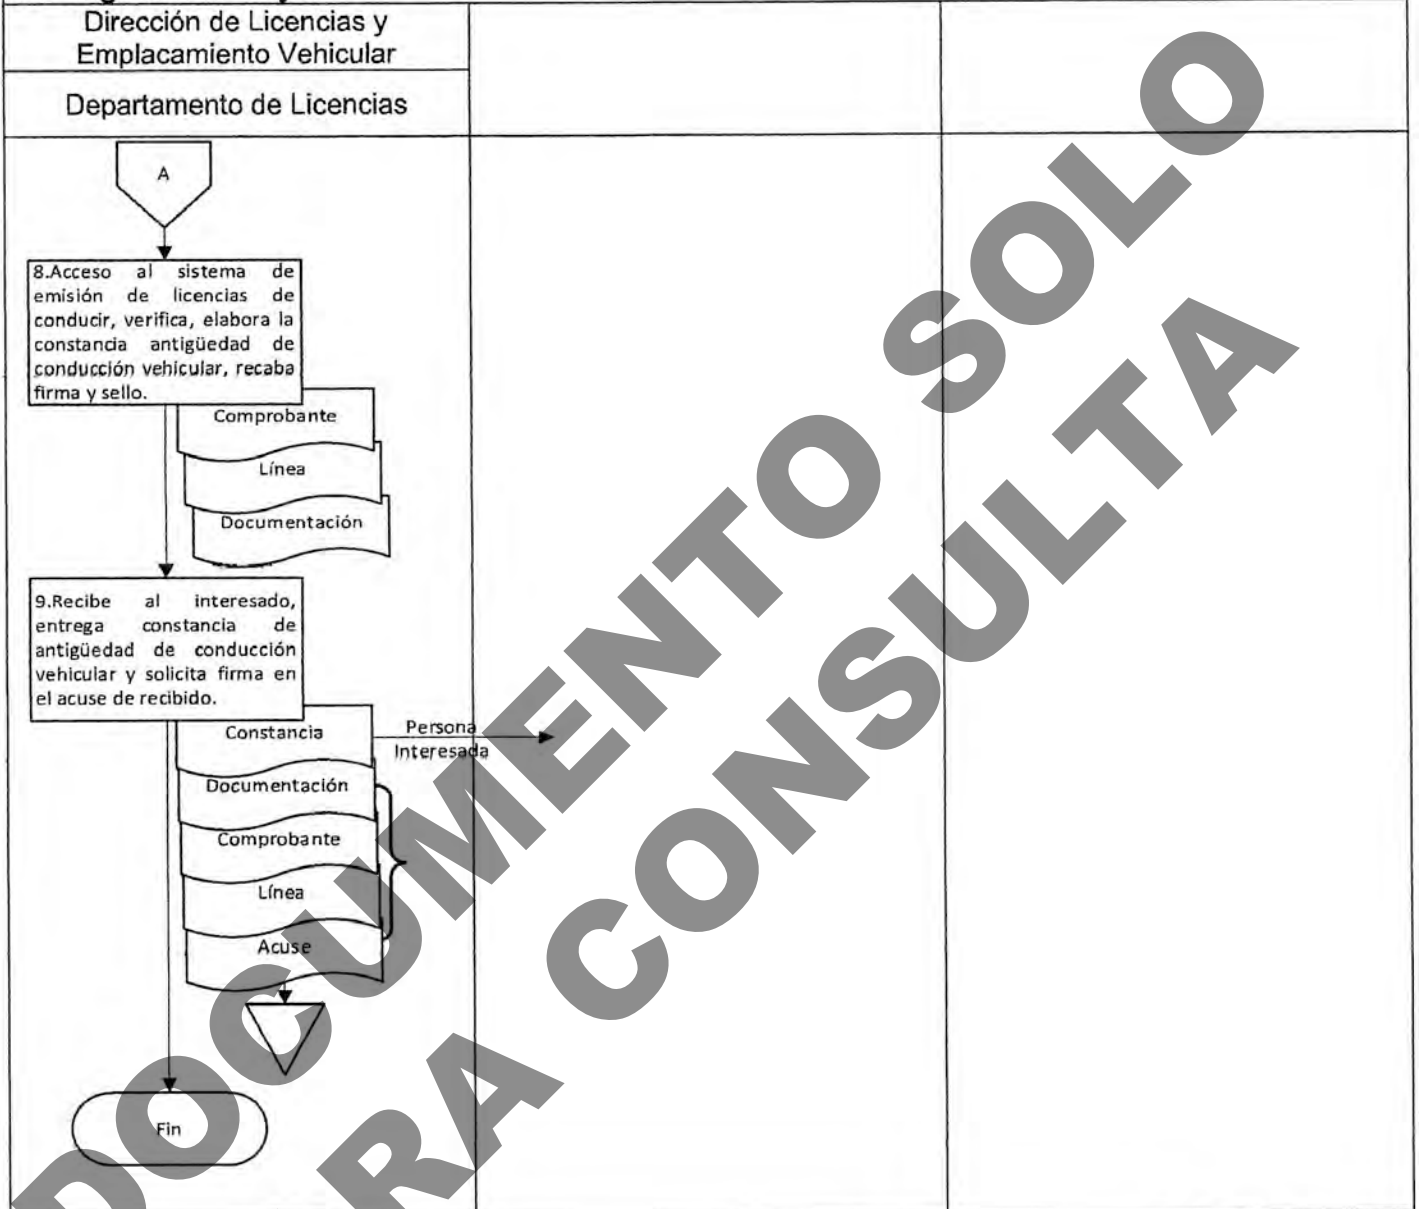 Dirección de Licencias y
Emplacamiento Vehicular
Departamento de Licencias
A
8.Acceso al sistema de
emisión de licencias de
conducir, verifica, elabora la
constancia antigüedad de
conducción vehicular, recaba
firma y sello.
Comprobante
Línea
Documentación
9.Recibe al interesado,
entrega constancia de
antigüedad de conducción
vehicular y solicita firma en
el acuse de recibido.
Constancia
Persona
Interesada
Documentación
Comprobante
Línea
Acuse
Fin
DOCUMENTO SOLO
RA CONSULTA